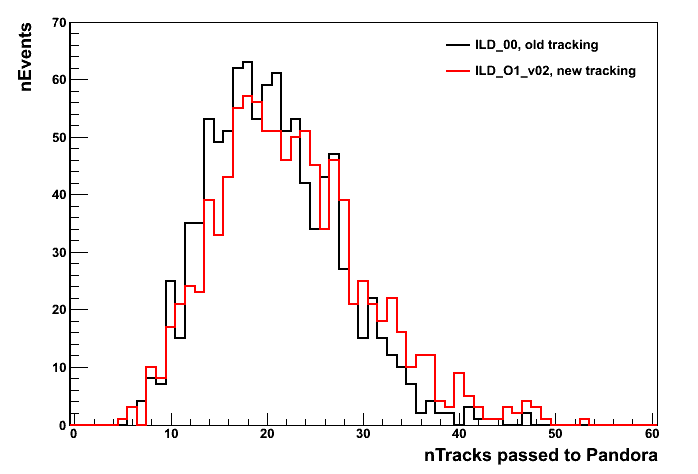 nEvents
70
60
50
40
30
20
10
0
ILD_00, old tracking
ILD_O1_v02, new tracking
0 10 20 30 40 50 60
nTracks passed to Pandora